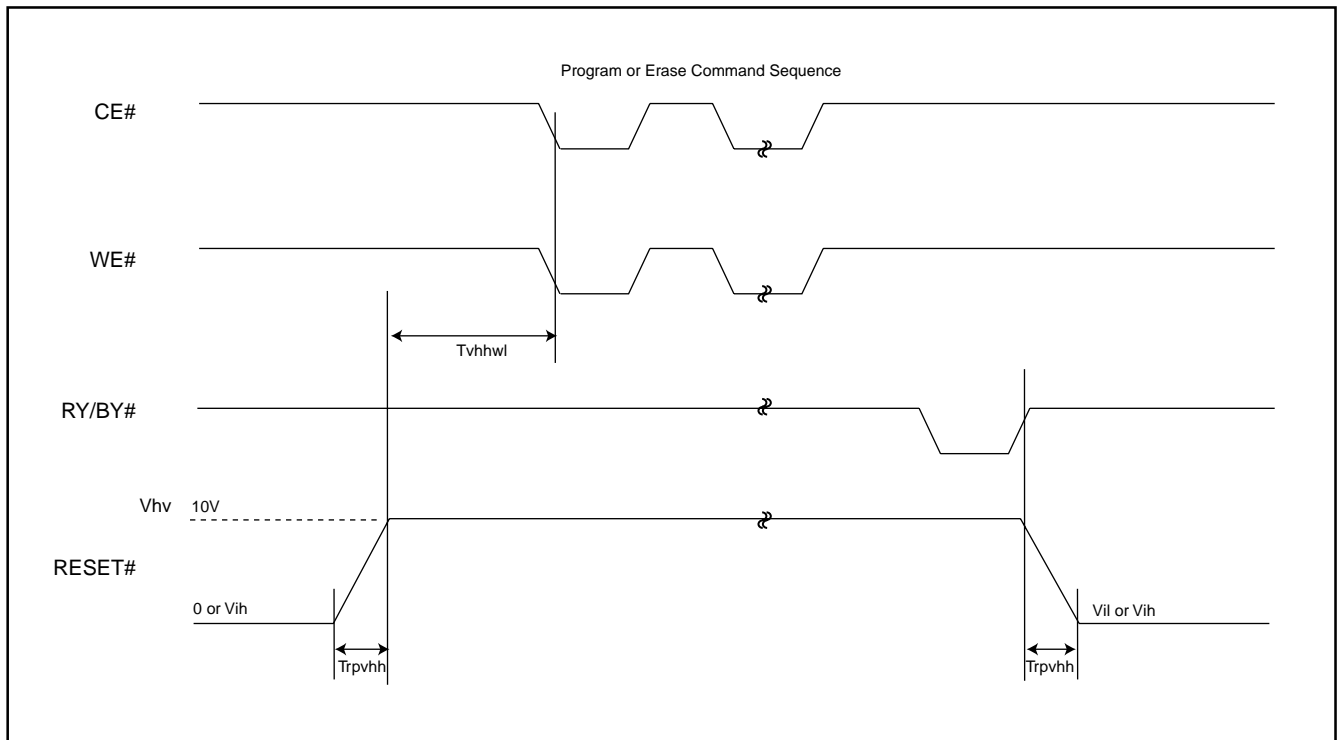 Program or Erase Command Sequence
CE#
WE#
Tvhhwl
RY/BY#
Vhv 10V
RESET#
0 or Vih
Vil or Vih
Trpvhh
Trpvhh